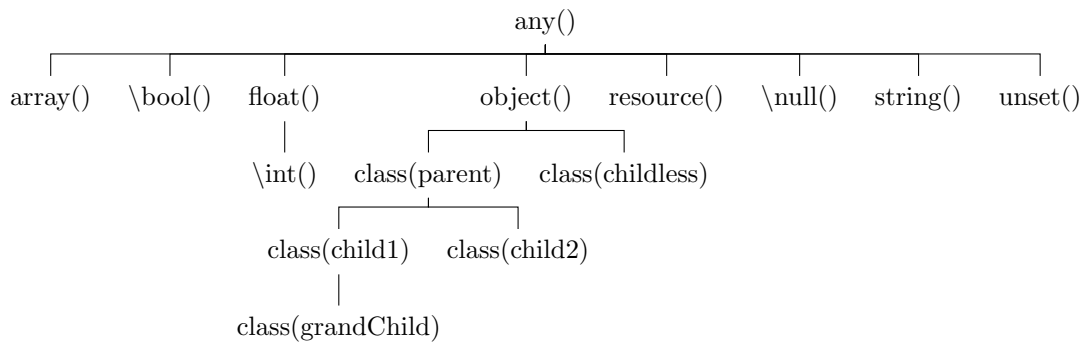 any()
array() \bool() float() object() resource() \null() string() unset()
\int() class(parent) class(childless)
class(child1) class(child2)
class(grandChild)